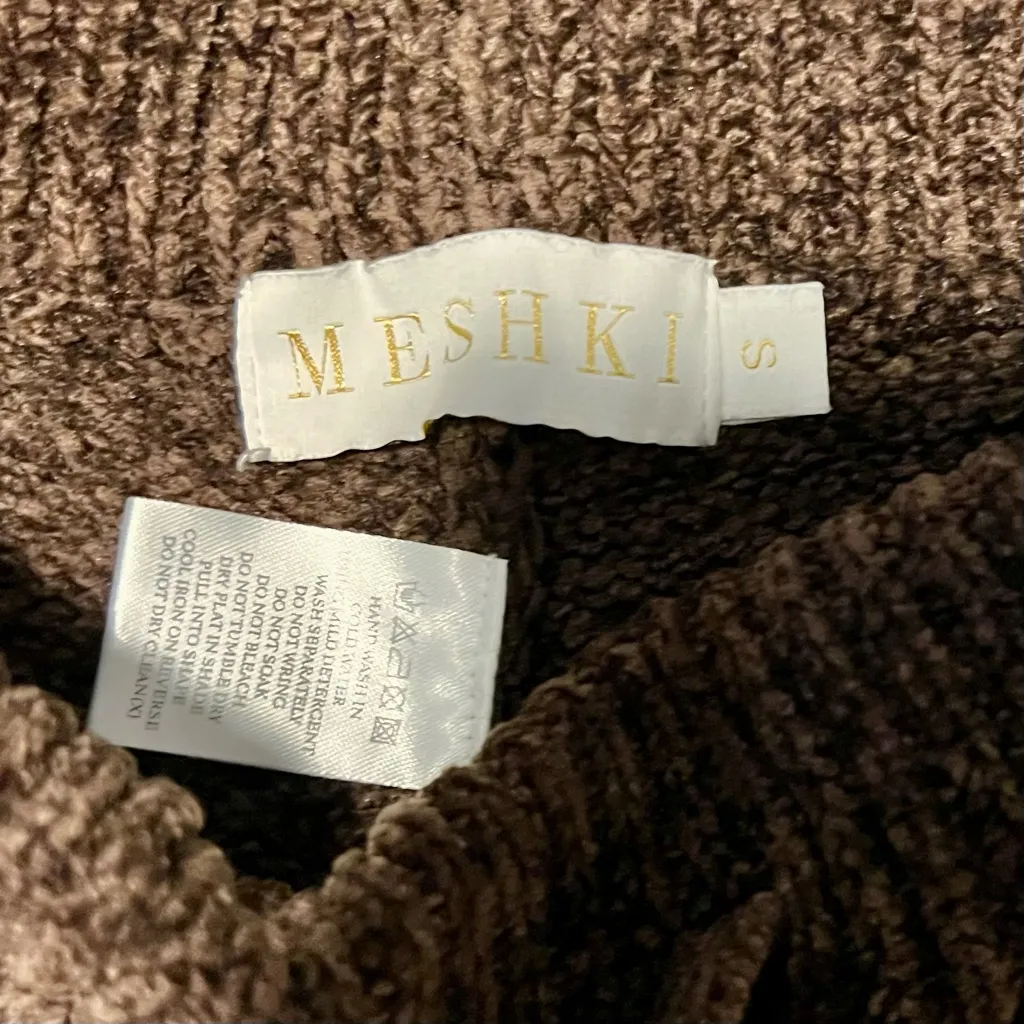 MESHKI
S
HAND WASH IN
COLD WATER
MILD DETERGENT
WASH SEPARATELY
DO NOT WRING
DO NOT SOAK
DO NOT BLEACH
DO NOT TUMBLE DRY
DRY FLAT IN SHADE
PULL INTO SHAPE
COOL IRON ON REVERSE
DO NOT DRY CLEAN(X)